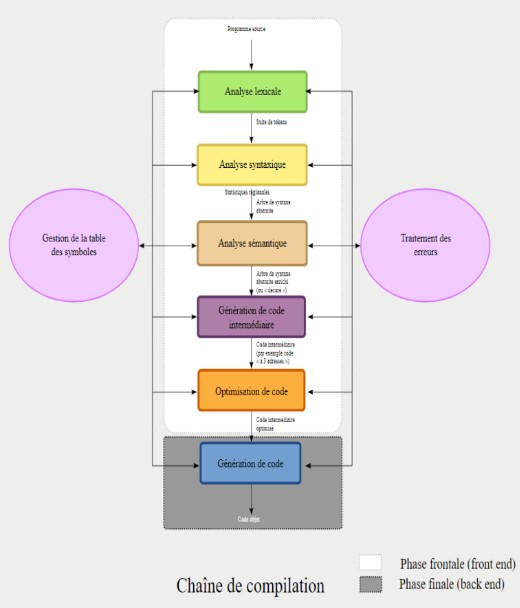 Programme source
Analyse lexicale
Suite de tokens
Analyse syntaxique
Statistiques régionales
Arbre de syntaxe
abstraite
Gestion de la table
des symboles
Analyse sémantique
Traitement des
erreurs
Arbre de syntaxe
abstraite enrichi
(ou « décoré »)
Génération de code
intermédiaire
Code intermédiaire
(par exemple code
« à 3 adresses »)
Optimisation de code
Code intermédiaire
optimisé
Génération de code
Code objet
Phase frontale (front end)
Phase finale (back end)
Chaîne de compilation